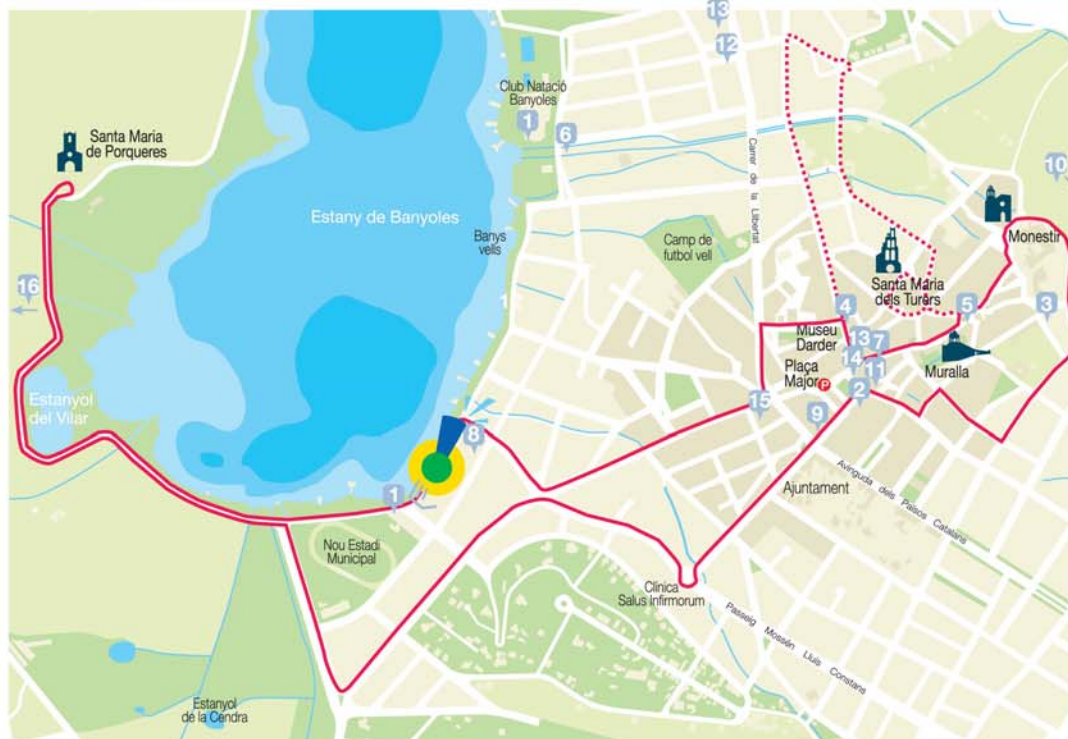 13
12
Club Natació
Banyoles
1
6
Santa Maria
de Porqueres
Carrer de la Llibertat
10
Estany de Banyoles
Banys
vells
Camp de
futbol vell
Monestir
16
Santa Maria
dels Turers
4
5
3
Museu
Darder
13
7
14
Plaça
Major
P
11
Muralla
2
15
9
Estanyol
del Vilar
8
1
Ajuntament
Avinguda dels Països Catalans
Nou Estadi
Municipal
Clínica
Salus Infirmorum
Passeig Mossèn Lluís Constans
Estanyol
de la Cendra